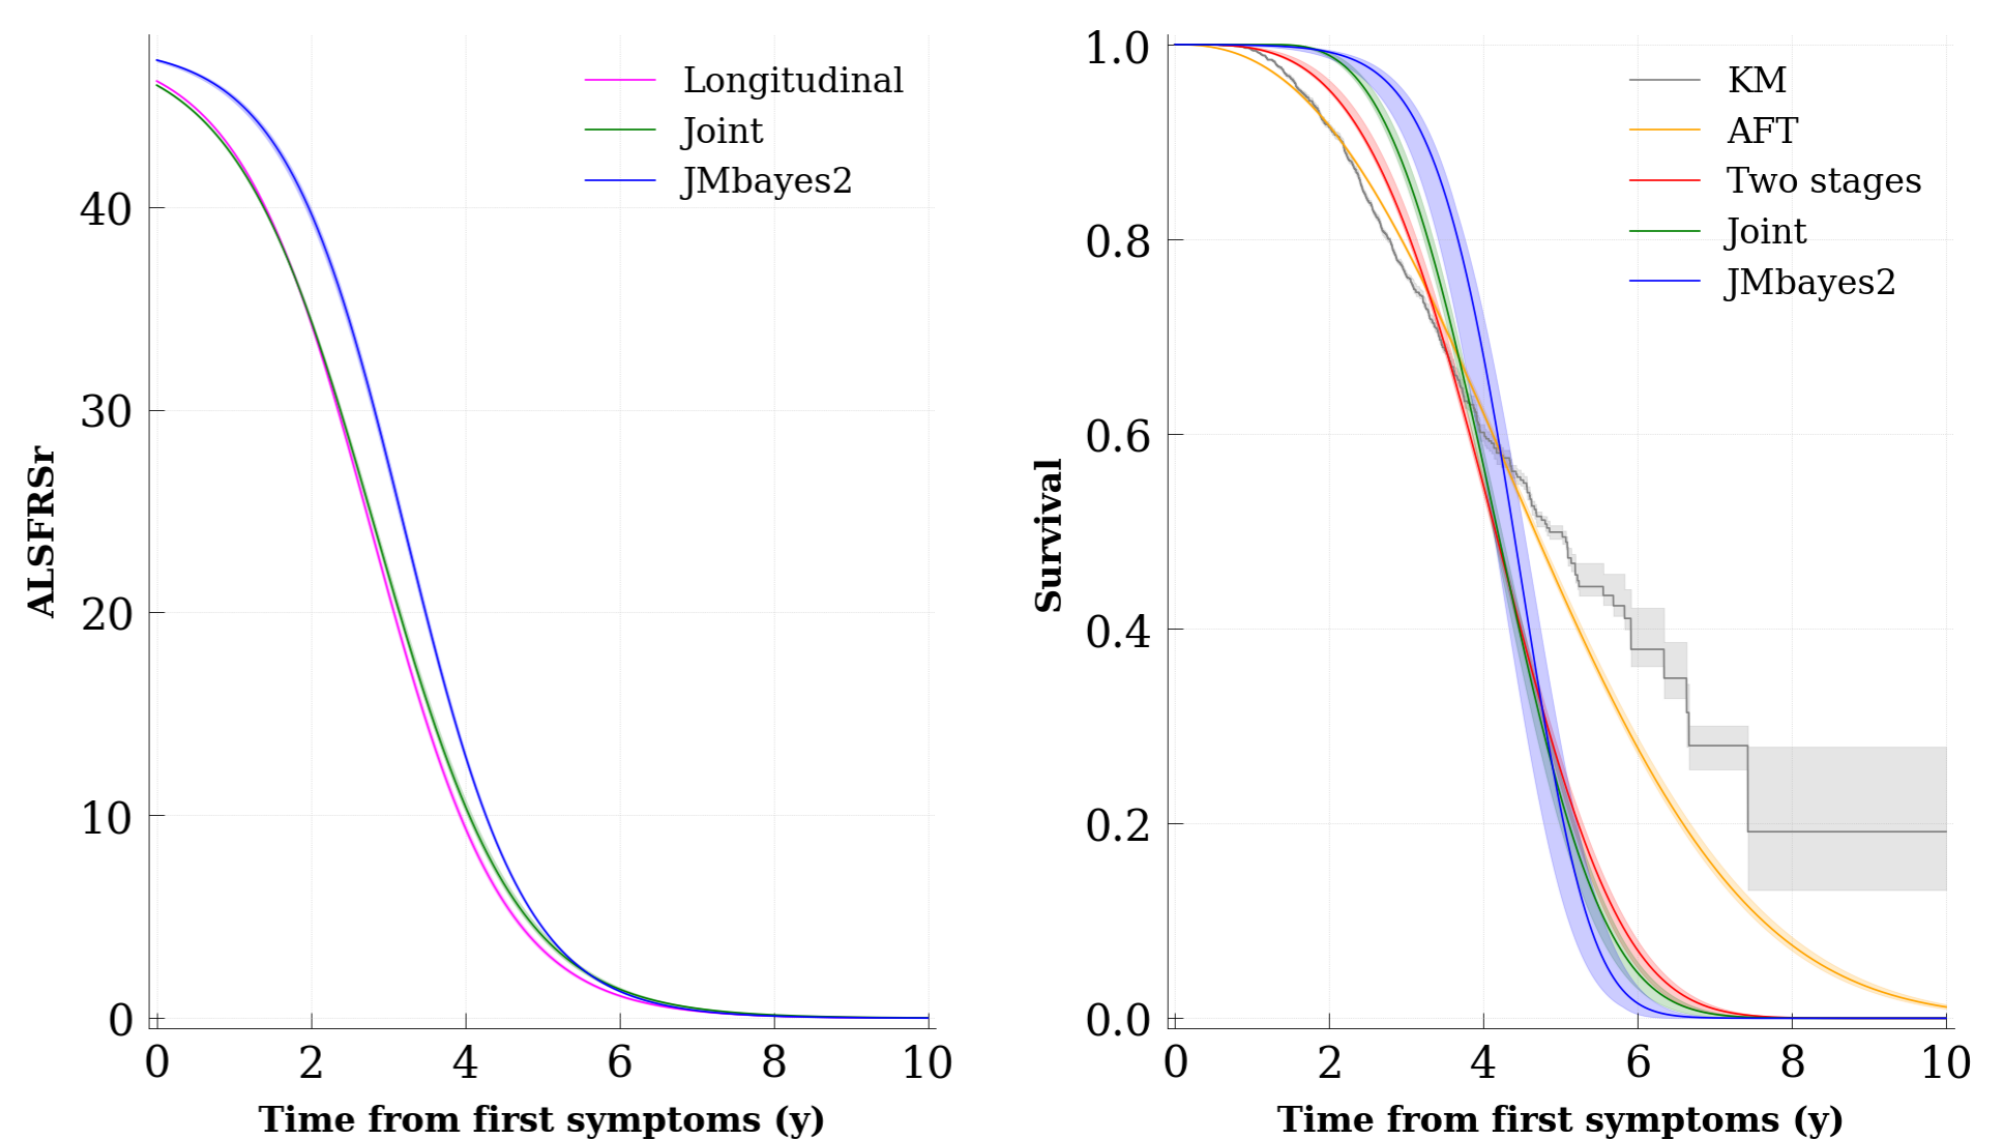 ALSFRSr
40
30
20
10
0
0 2 4 6 8 10
Time from first symptoms (y)
Longitudinal
Joint
JMbayes2
Survival
1.0
0.8
0.6
0.4
0.2
0.0
0 2 4 6 8 10
Time from first symptoms (y)
KM
AFT
Two stages
Joint
JMbayes2